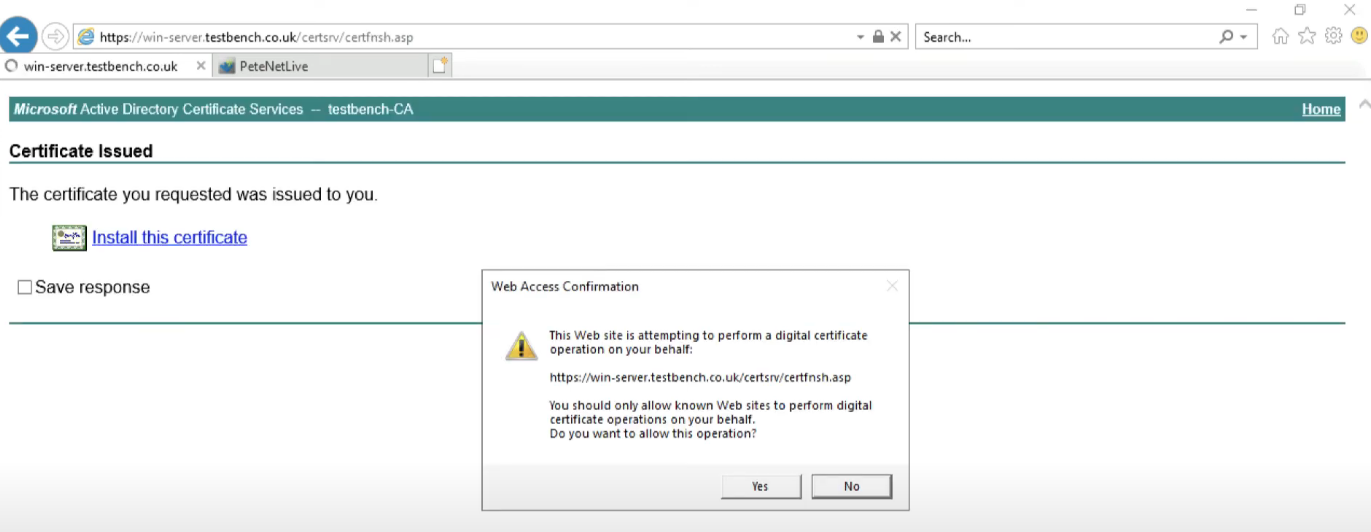 https://win-server.testbench.co.uk/certsrv/certfnsh.asp
Search...
win-server.testbench.co.uk
PeteNetLive
Microsoft Active Directory Certificate Services -- testbench-CA
Home
Certificate Issued
The certificate you requested was issued to you.
Install this certificate
Save response
Web Access Confirmation
This Web site is attempting to perform a digital certificate
operation on your behalf:
https://win-server.testbench.co.uk/certsrv/certfnsh.asp
You should only allow known Web sites to perform digital
certificate operations on your behalf.
Do you want to allow this operation?
Yes
No